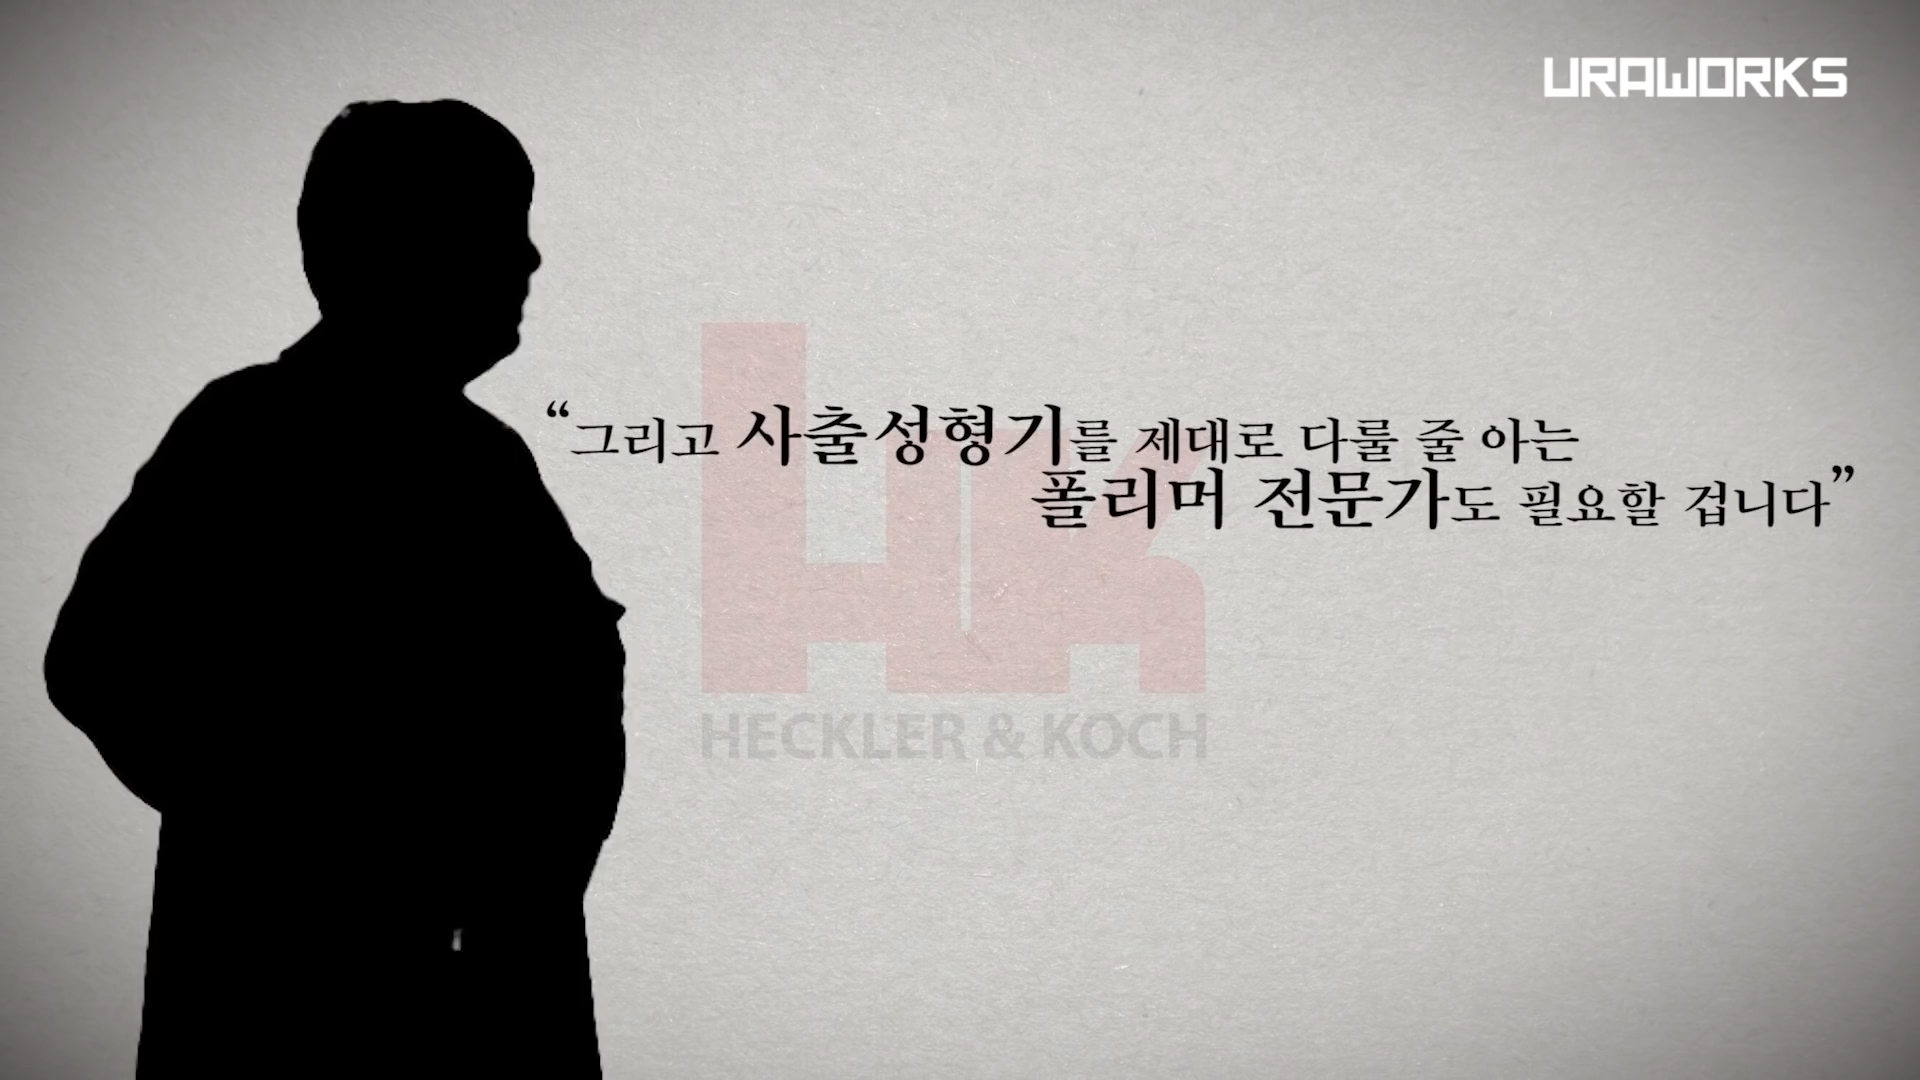 URAWORKS
“그리고 사출성형기를 제대로 다룰 줄 아는
폴리머 전문가도 필요할 겁니다”
HK
HECKLER & KOCH